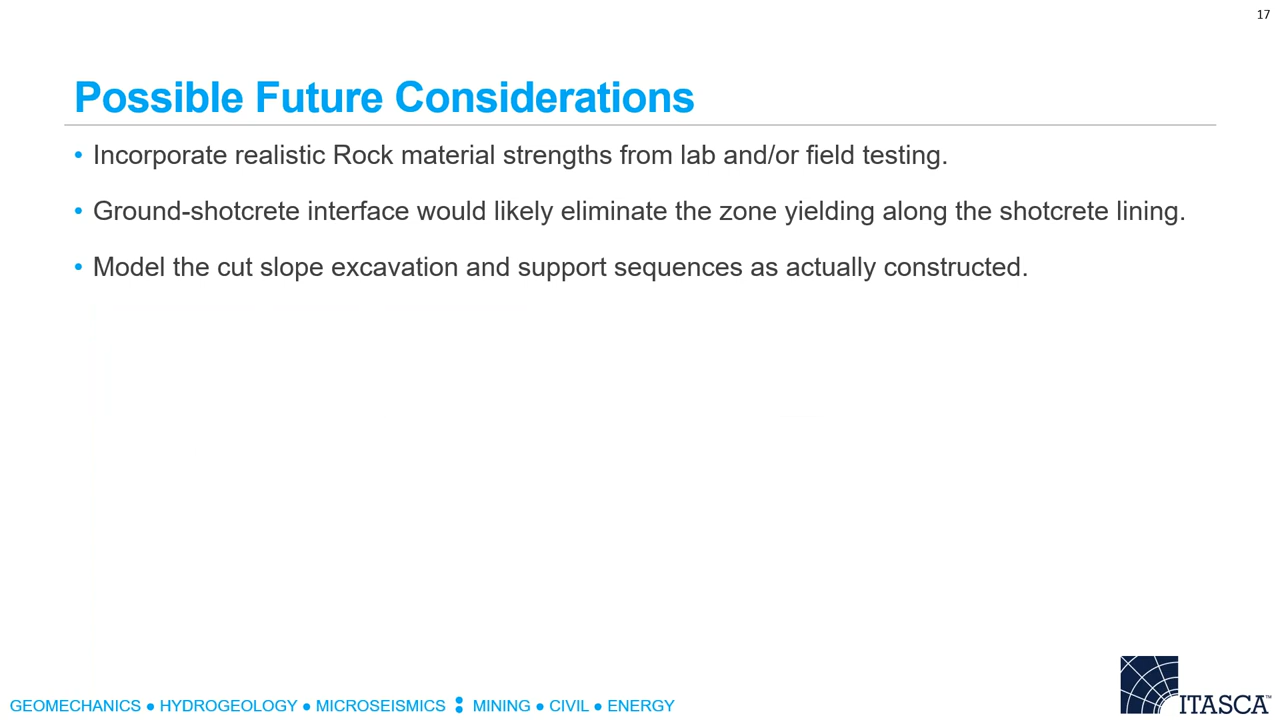 17
Possible Future Considerations
• Incorporate realistic Rock material strengths from lab and/or field testing.
• Ground-shotcrete interface would likely eliminate the zone yielding along the shotcrete lining.
• Model the cut slope excavation and support sequences as actually constructed.
GEOMECHANICS ● HYDROGEOLOGY ● MICROSEISMICS : MINING ● CIVIL ● ENERGY
ITASCA™